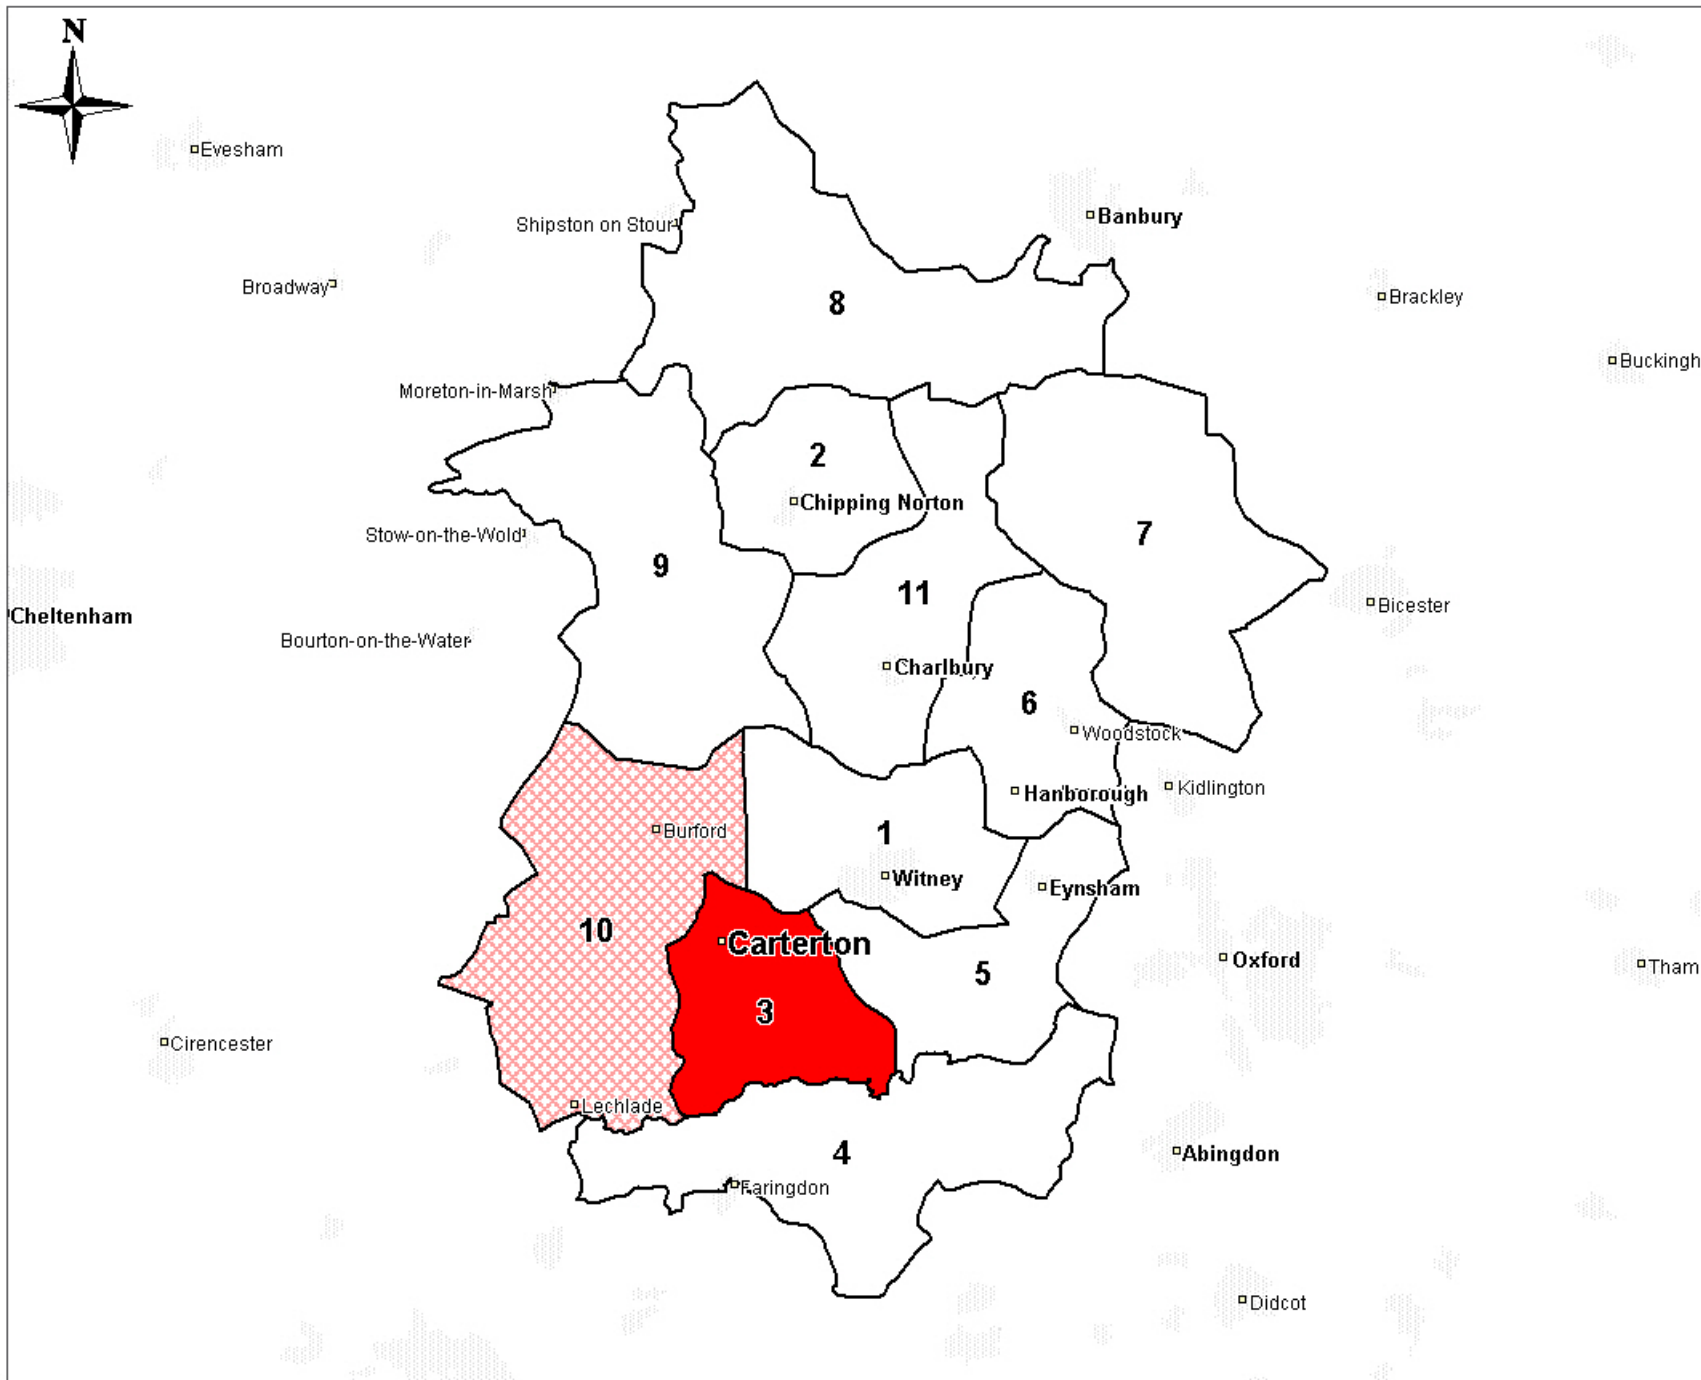 N
Evesham
Banbury
Shipston on Stour
Broadway
Brackley
8
Buckingh
Moreton-in-Marsh
2
Chipping Norton
Stow-on-the-Wold
7
9
11
Bicester
Cheltenham
Bourton-on-the-Water
Charlbury
6
Woodstock
Hanborough
Kidlington
Burford
1
Witney
Eynsham
10
Carterton
Oxford
Tham
5
3
Cirencester
Lechlade
4
Abingdon
Faringdon
Didcot